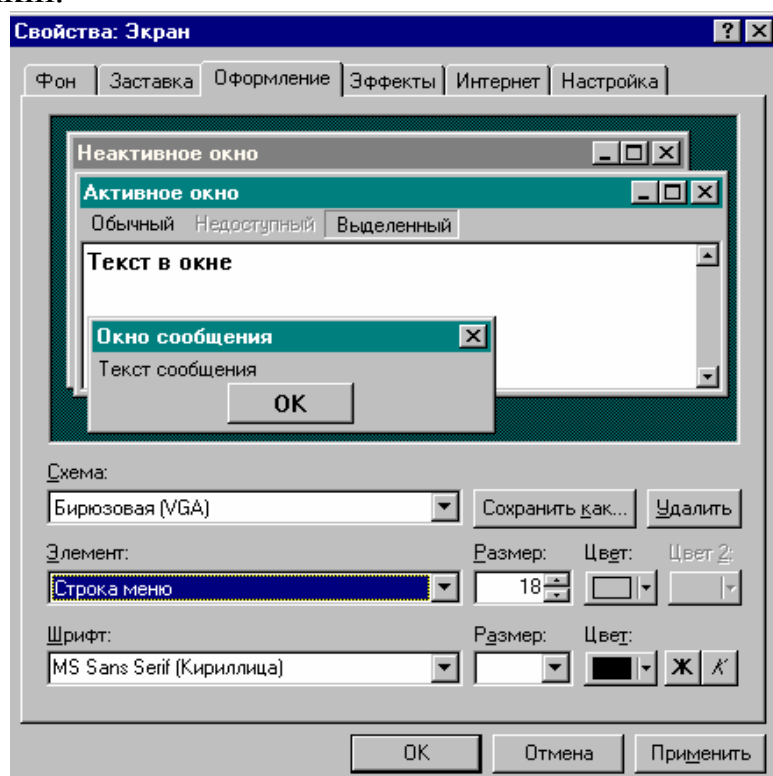 Свойства: Экран
Фон Заставка Оформление Эффекты Интернет Настройка
Неактивное окно
Активное окно
Обычный Недоступный Выделенный
Текст в окне
Окно сообщения
Текст сообщения
OK
Схема:
Бирюзовая (VGA) Сохранить как... Удалить
Элемент: Размер: Цвет: Цвет 2:
Строка меню 18
Шрифт: Размер: Цвет:
MS Sans Serif (Кириллица) Ж К
OK Отмена Применить